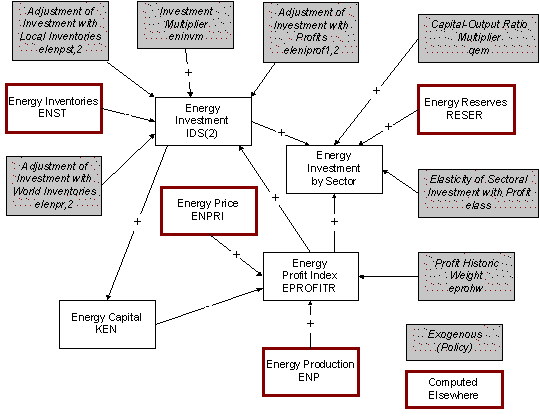 Adjustment of
Investment with
Local Inventories
elenpst,2
Investment
Multiplier
eninvm
Adjustment of
Investment with
Profits
eleniprof1,2
Capital-Output Ratio
Multiplier
qem
+
+
+
Energy Inventories
ENST
Energy
Investment
IDS(2)
Energy Reserves
RESER
+
Energy
Investment
by Sector
Adjustment of
Investment with
World Inventories
elenpr,2
Elasticity of Sectoral
Investment with Profit
elass
Energy Price
ENPRI
+
+
+
+
Energy
Profit Index
EPROFITR
Profit Historic
Weight
eprohw
Energy Capital
KEN
+
Exogenous
(Policy)
Energy Production
ENP
Computed
Elsewhere